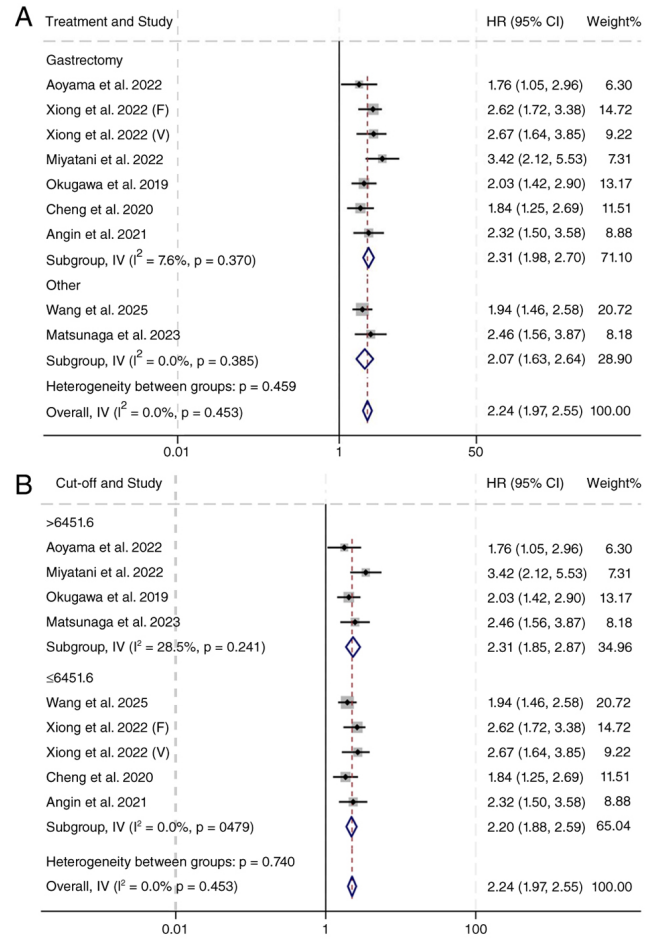 A
Treatment and Study HR (95% CI) Weight%
Gastrectomy
Aoyama et al. 2022 1.76 (1.05, 2.96) 6.30
Xiong et al. 2022 (F) 2.62 (1.72, 3.38) 14.72
Xiong et al. 2022 (V) 2.67 (1.64, 3.85) 9.22
Miyatani et al. 2022 3.42 (2.12, 5.53) 7.31
Okugawa et al. 2019 2.03 (1.42, 2.90) 13.17
Cheng et al. 2020 1.84 (1.25, 2.69) 11.51
Angin et al. 2021 2.32 (1.50, 3.58) 8.88
Subgroup, IV (I² = 7.6%, p = 0.370) 2.31 (1.98, 2.70) 71.10
Other
Wang et al. 2025 1.94 (1.46, 2.58) 20.72
Matsunaga et al. 2023 2.46 (1.56, 3.87) 8.18
Subgroup, IV (I² = 0.0%, p = 0.385) 2.07 (1.63, 2.64) 28.90
Heterogeneity between groups: p = 0.459
Overall, IV (I² = 0.0%, p = 0.453) 2.24 (1.97, 2.55) 100.00
0.01 1 50
B
Cut-off and Study HR (95% CI) Weight%
>6451.6
Aoyama et al. 2022 1.76 (1.05, 2.96) 6.30
Miyatani et al. 2022 3.42 (2.12, 5.53) 7.31
Okugawa et al. 2019 2.03 (1.42, 2.90) 13.17
Matsunaga et al. 2023 2.46 (1.56, 3.87) 8.18
Subgroup, IV (I² = 28.5%, p = 0.241) 2.31 (1.85, 2.87) 34.96
≤6451.6
Wang et al. 2025 1.94 (1.46, 2.58) 20.72
Xiong et al. 2022 (F) 2.62 (1.72, 3.38) 14.72
Xiong et al. 2022 (V) 2.67 (1.64, 3.85) 9.22
Cheng et al. 2020 1.84 (1.25, 2.69) 11.51
Angin et al. 2021 2.32 (1.50, 3.58) 8.88
Subgroup, IV (I² = 0.0%, p 0479) 2.20 (1.88, 2.59) 65.04
Heterogeneity between groups: p = 0.740
Overall, IV (I² = 0.0% p = 0.453) 2.24 (1.97, 2.55) 100.00
0.01 1 100